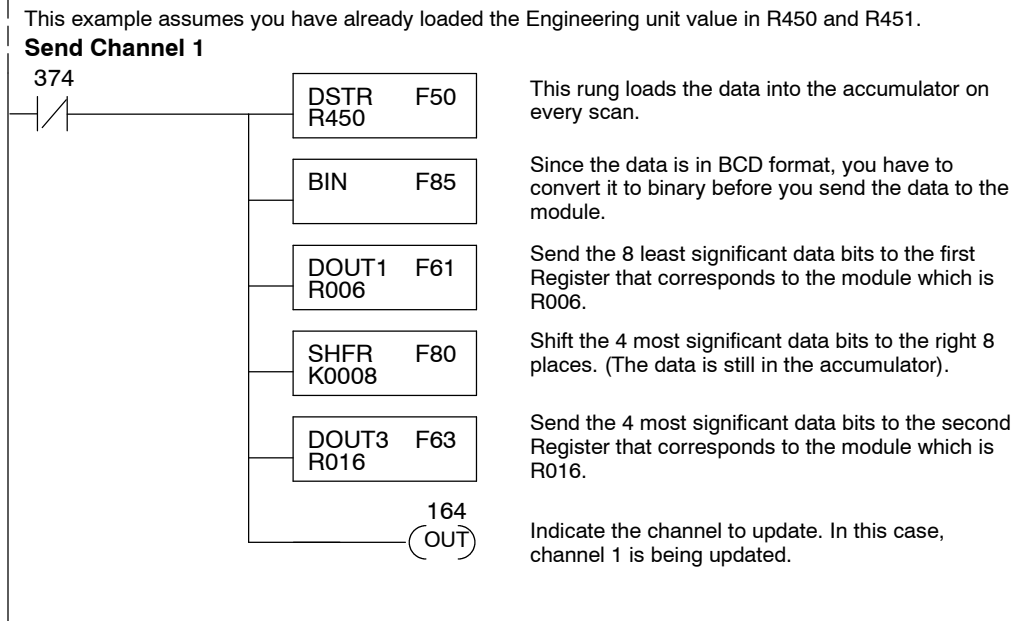 This example assumes you have already loaded the Engineering unit value in R450 and R451.
Send Channel 1
374
DSTR F50
R450
This rung loads the data into the accumulator on
every scan.
BIN F85
Since the data is in BCD format, you have to
convert it to binary before you send the data to the
module.
DOUT1 F61
R006
Send the 8 least significant data bits to the first
Register that corresponds to the module which is
R006.
SHFR F80
K0008
Shift the 4 most significant data bits to the right 8
places. (The data is still in the accumulator).
DOUT3 F63
R016
Send the 4 most significant data bits to the second
Register that corresponds to the module which is
R016.
164
OUT
Indicate the channel to update. In this case,
channel 1 is being updated.